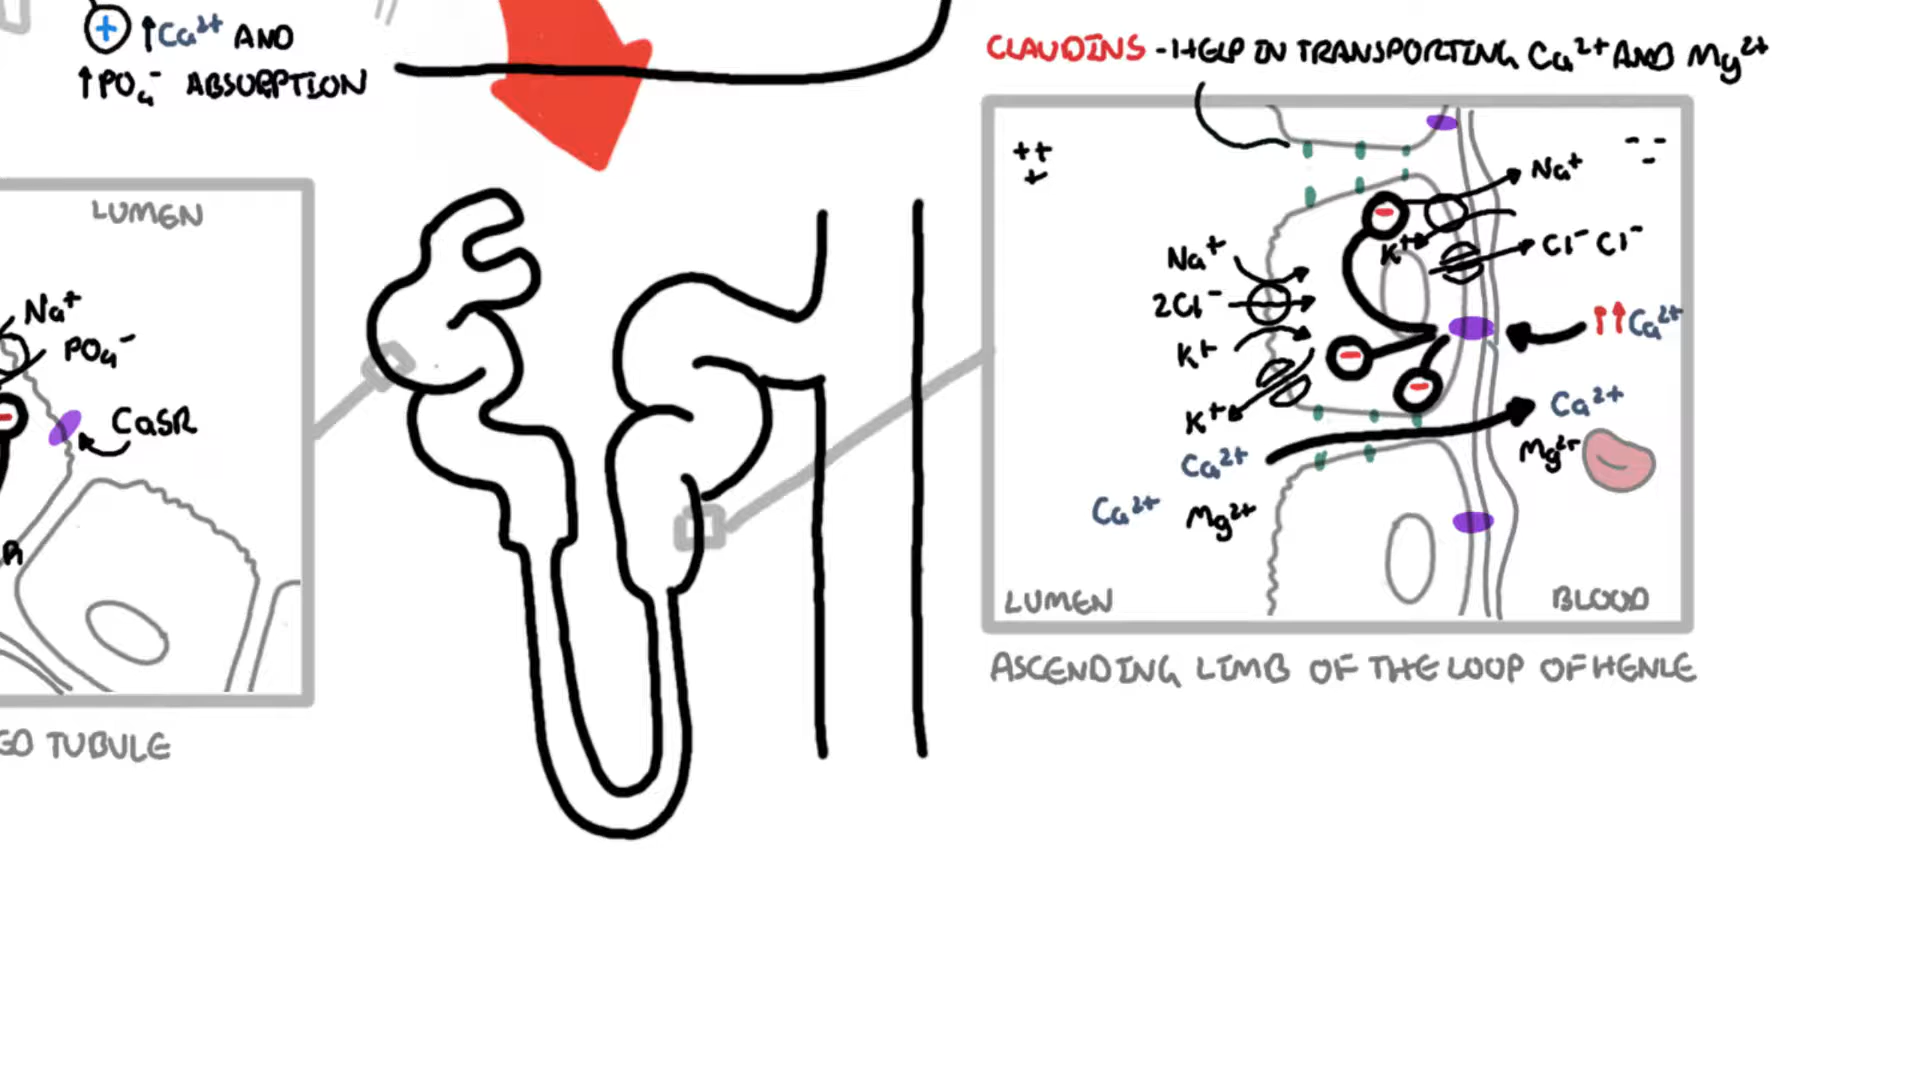 + ↑Ca²⁺ AND
↑PO₄⁻ ABSORPTION
LUMEN
Na⁺
PO₄⁻
-
CaSR
ED TUBULE
CLAUDINS - HELP IN TRANSPORTING Ca²⁺ AND Mg²⁺
++
+
- -
-
Na⁺
-
K⁺
Cl⁻ Cl⁻
Na⁺
2Cl⁻
K⁺
K⁺
-
-
↑↑Ca²⁺
Ca²⁺
Mg²⁺
Ca²⁺
Ca²⁺ Mg²⁺
LUMEN
BLOOD
ASCENDING LIMB OF THE LOOP OF HENLE